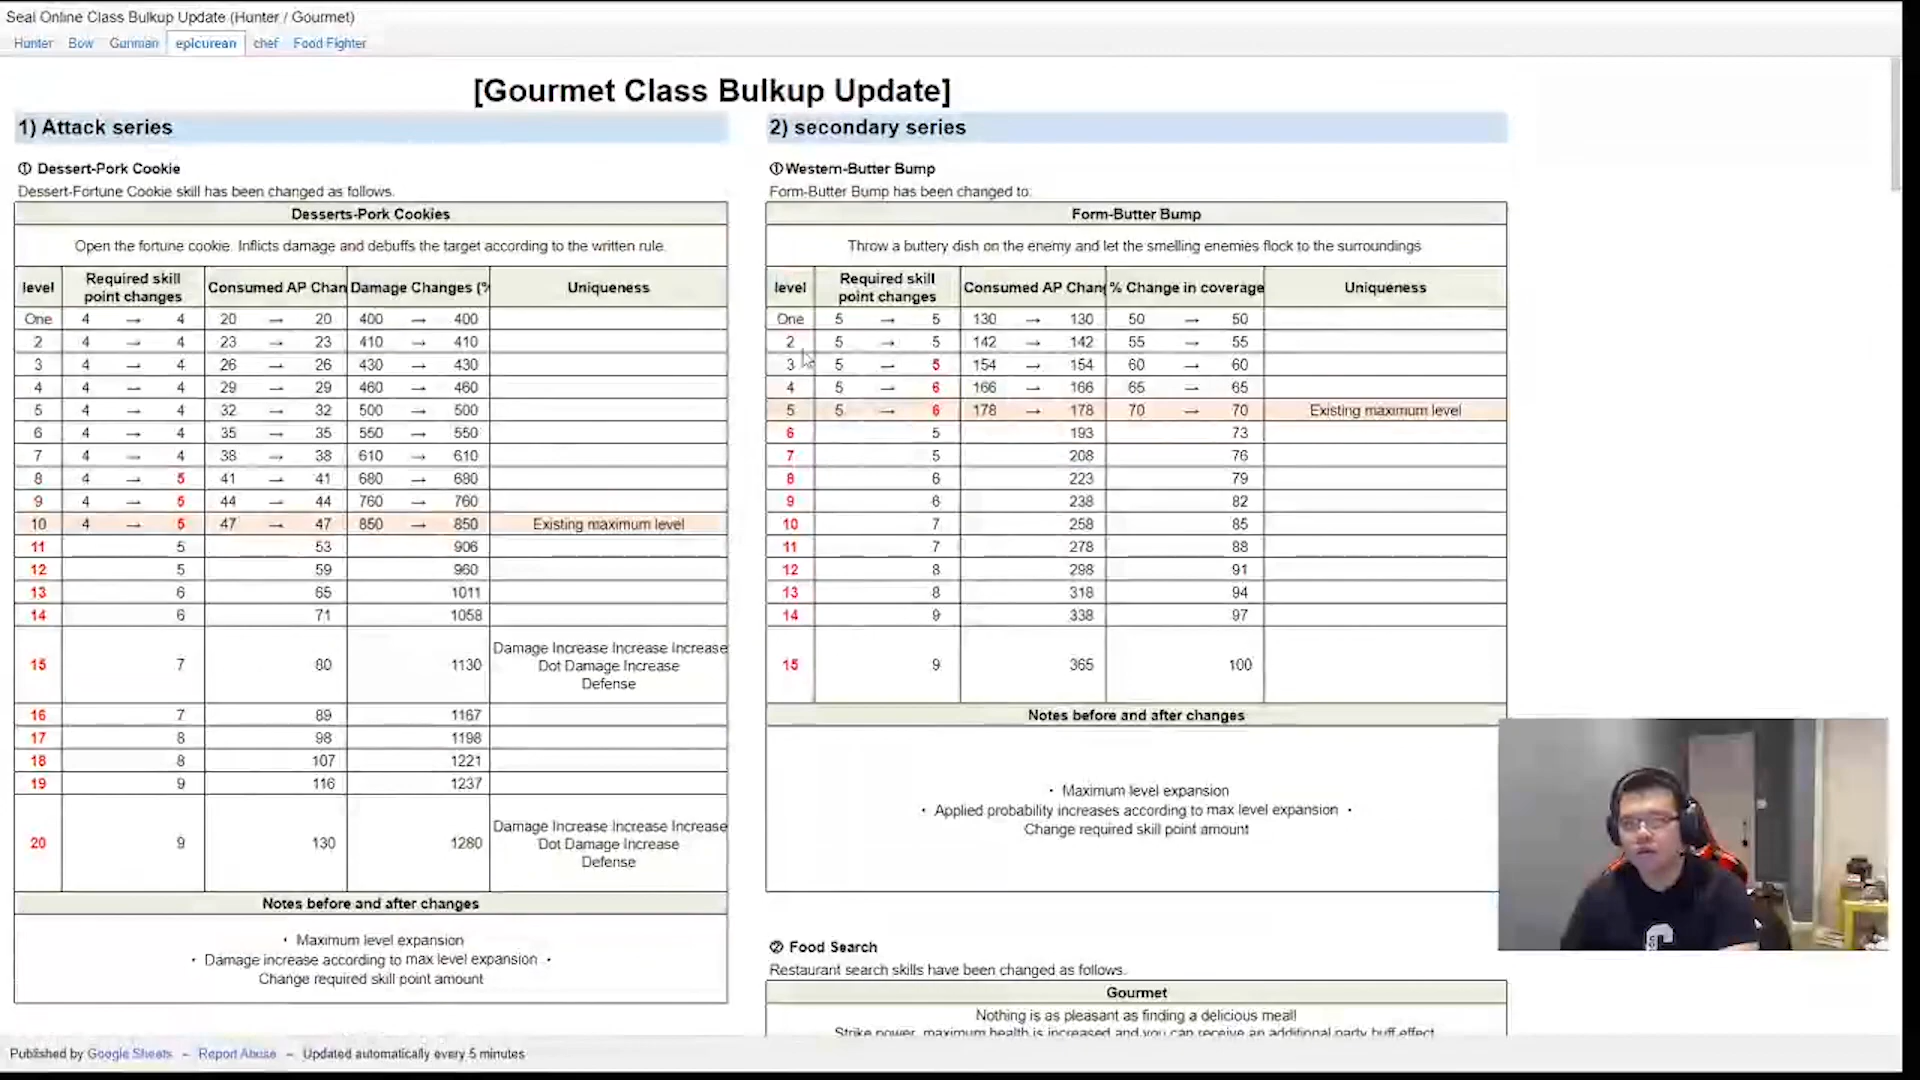 Seal Online Class Bulkup Update (Hunter / Gourmet)
Hunter Bow Gunman epicurean chef Food Fighter
[Gourmet Class Bulkup Update]
1) Attack series
① Dessert-Pork Cookie
Dessert-Fortune Cookie skill has been changed as follows.
Desserts-Pork Cookies
Open the fortune cookie. Inflicts damage and debuffs the target according to the written rule.
level Required skill point changes Consumed AP Chan Damage Changes (% Uniqueness
One 4 → 4 20 → 20 400 → 400
2 4 → 4 23 → 23 410 → 410
3 4 → 4 26 → 26 430 → 430
4 4 → 4 29 → 29 460 → 460
5 4 → 4 32 → 32 500 → 500
6 4 → 4 35 → 35 550 → 550
7 4 → 4 38 → 38 610 → 610
8 4 → 5 41 → 41 680 → 680
9 4 → 5 44 → 44 760 → 760
10 4 → 5 47 → 47 850 → 850 Existing maximum level
11 5 53 906
12 5 59 960
13 6 65 1011
14 6 71 1058
15 7 80 1130 Damage Increase Increase Increase
Dot Damage Increase
Defense
16 7 89 1167
17 8 98 1198
18 8 107 1221
19 9 116 1237
20 9 130 1280 Damage Increase Increase Increase
Dot Damage Increase
Defense
Notes before and after changes
• Maximum level expansion
• Damage increase according to max level expansion •
Change required skill point amount
2) secondary series
①Western-Butter Bump
Form-Butter Bump has been changed to:
Form-Butter Bump
Throw a buttery dish on the enemy and let the smelling enemies flock to the surroundings
level Required skill point changes Consumed AP Chan % Change in coverage Uniqueness
One 5 → 5 130 → 130 50 → 50
2 5 → 5 142 → 142 55 → 55
3 5 → 5 154 → 154 60 → 60
4 5 → 6 166 → 166 65 → 65
5 5 → 6 178 → 178 70 → 70 Existing maximum level
6 5 193 73
7 5 208 76
8 6 223 79
9 6 238 82
10 7 258 85
11 7 278 88
12 8 298 91
13 8 318 94
14 9 338 97
15 9 365 100
Notes before and after changes
• Maximum level expansion
• Applied probability increases according to max level expansion •
Change required skill point amount
② Food Search
Restaurant search skills have been changed as follows.
Gourmet
Nothing is as pleasant as finding a delicious meal!
Strike power, maximum health is increased and you can receive an additional party buff effect
Published by Google Sheets – Report Abuse – Updated automatically every 5 minutes